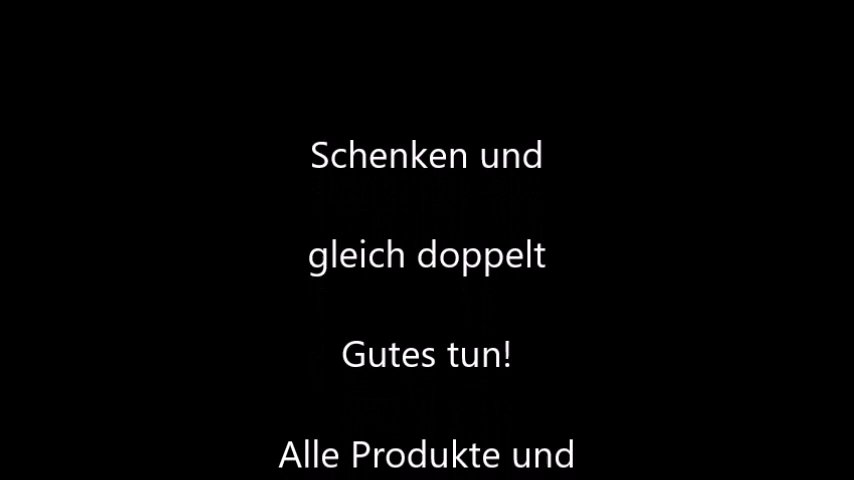 Schenken und
gleich doppelt
Gutes tun!
Alle Produkte und